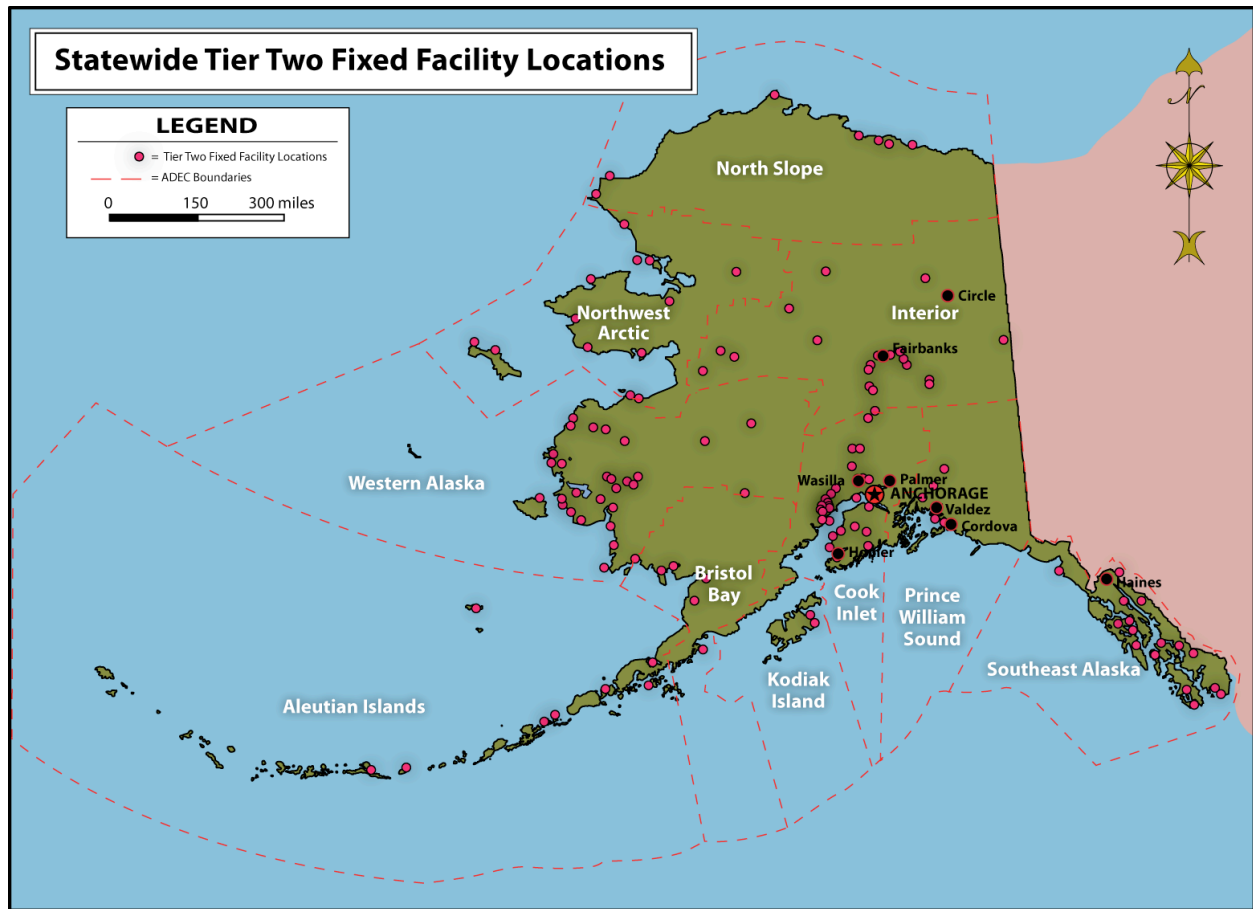 Statewide Tier Two Fixed Facility Locations
LEGEND
= Tier Two Fixed Facility Locations
= ADEC Boundaries
0 150 300 miles
N
North Slope
Circle
Northwest
Arctic
Interior
Fairbanks
Western Alaska
Wasilla
Palmer
ANCHORAGE
Valdez
Cordova
Homer
Bristol
Bay
Haines
Cook
Inlet
Prince
William
Sound
Southeast Alaska
Kodiak
Island
Aleutian Islands